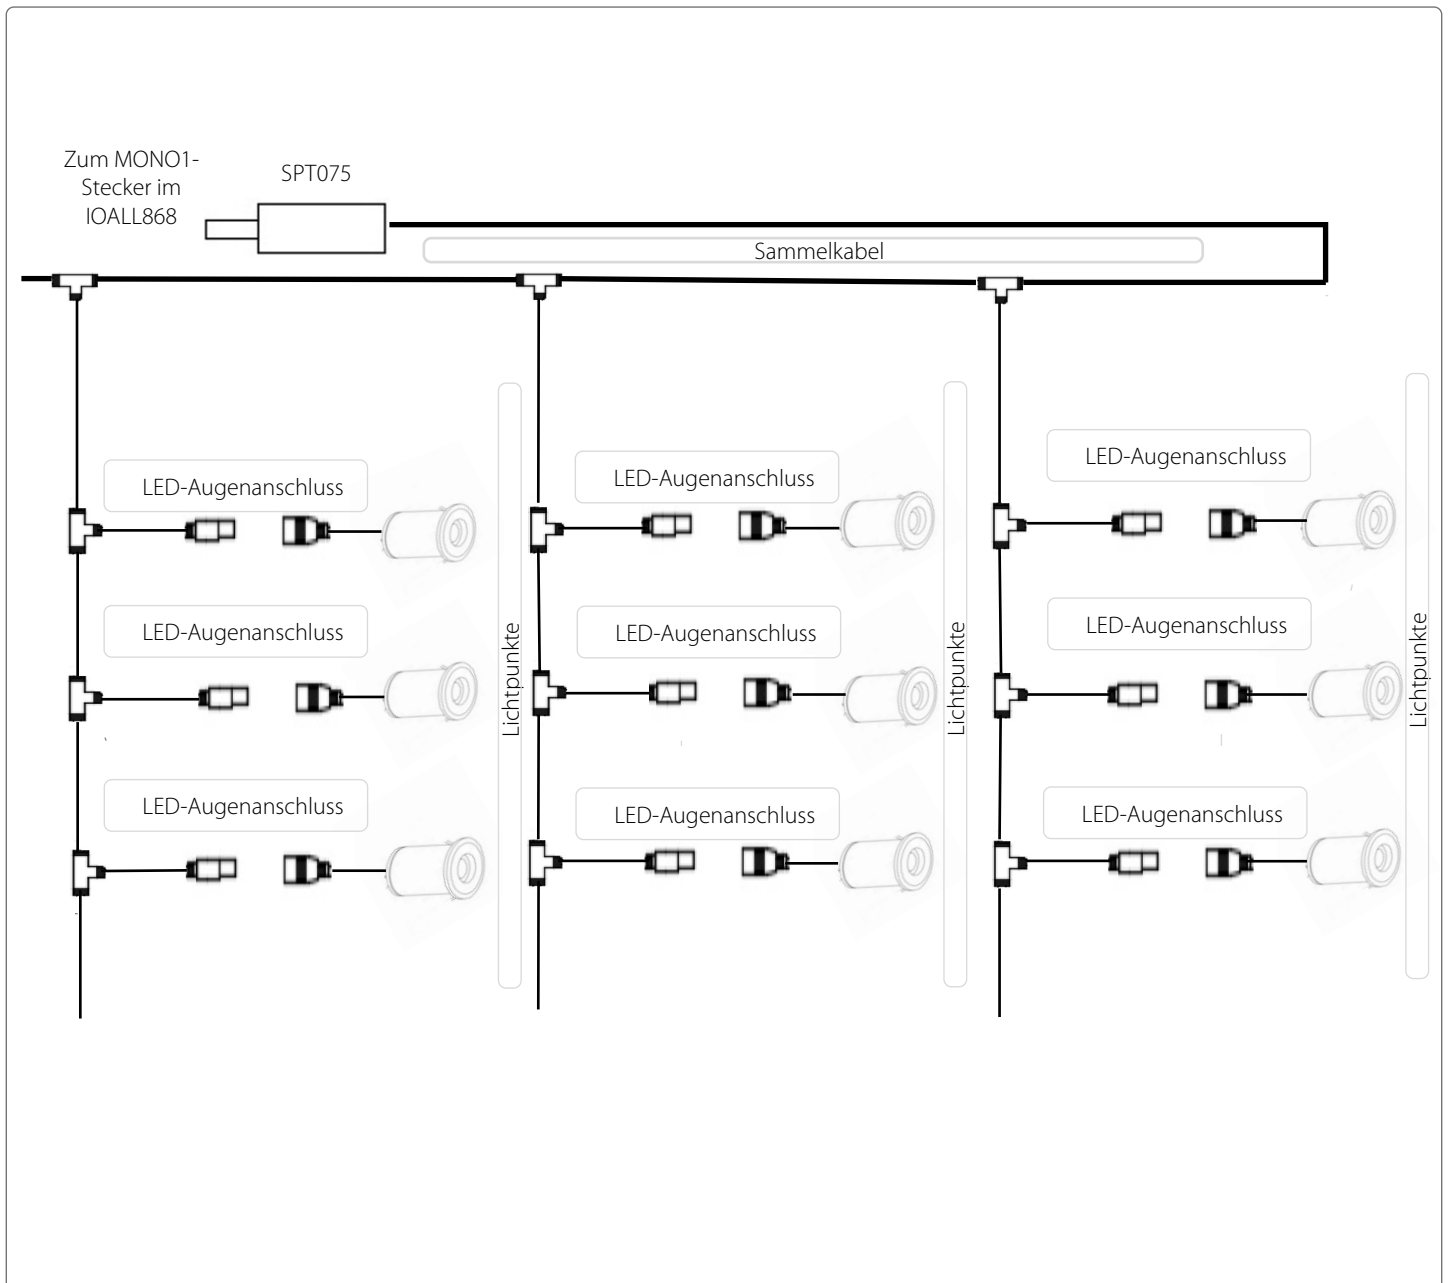 Zum MONO1-
Stecker im
IOALL868
SPT075
Sammelkabel
LED-Augenanschluss
LED-Augenanschluss
LED-Augenanschluss
Lichtpunkte
LED-Augenanschluss
LED-Augenanschluss
LED-Augenanschluss
Lichtpunkte
LED-Augenanschluss
LED-Augenanschluss
LED-Augenanschluss
Lichtpunkte